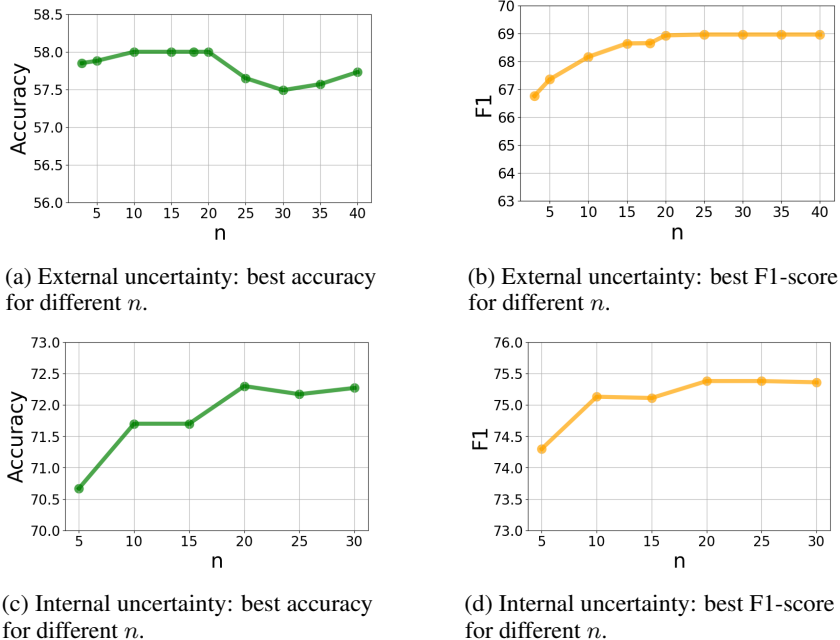 58.5
58.0
57.5
57.0
56.5
56.0
Accuracy
5 10 15 20 25 30 35 40
n
(a) External uncertainty: best accuracy
for different n.
70
69
68
67
66
65
64
63
F1
5 10 15 20 25 30 35 40
n
(b) External uncertainty: best F1-score
for different n.
73.0
72.5
72.0
71.5
71.0
70.5
70.0
Accuracy
5 10 15 20 25 30
n
(c) Internal uncertainty: best accuracy
for different n.
76.0
75.5
75.0
74.5
74.0
73.5
73.0
F1
5 10 15 20 25 30
n
(d) Internal uncertainty: best F1-score
for different n.